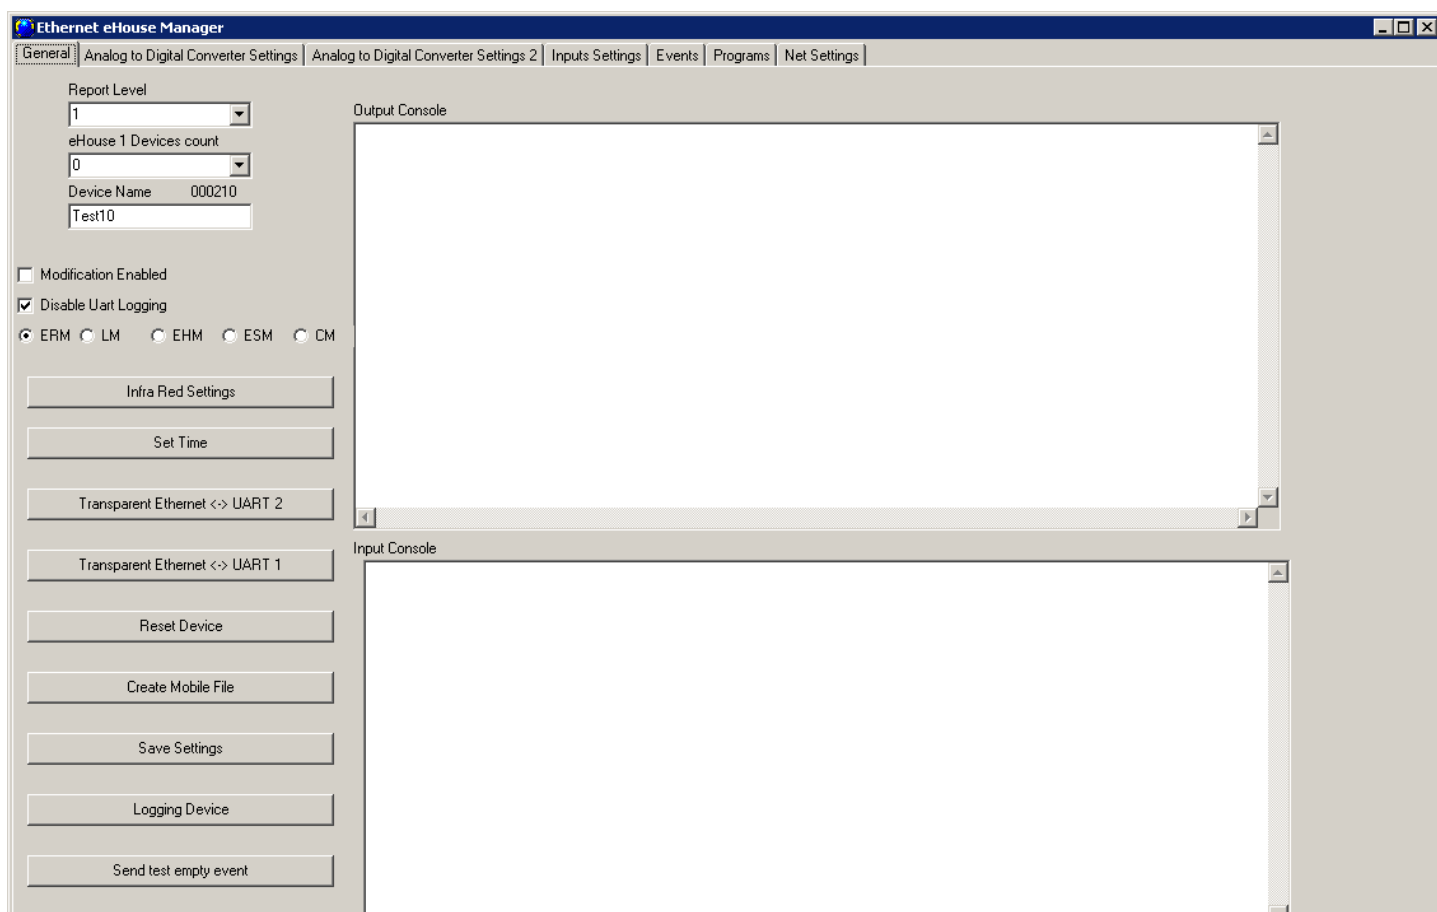 Ethernet eHouse Manager
General Analog to Digital Converter Settings Analog to Digital Converter Settings 2 Inputs Settings Events Programs Net Settings
Report Level
1
eHouse 1 Devices count
0
Device Name 000210
Test10
Modification Enabled
Disable Uart Logging
ERM LM EHM ESM CM
Infra Red Settings
Set Time
Transparent Ethernet <-> UART 2
Transparent Ethernet <-> UART 1
Reset Device
Create Mobile File
Save Settings
Logging Device
Send test empty event
Output Console
Input Console